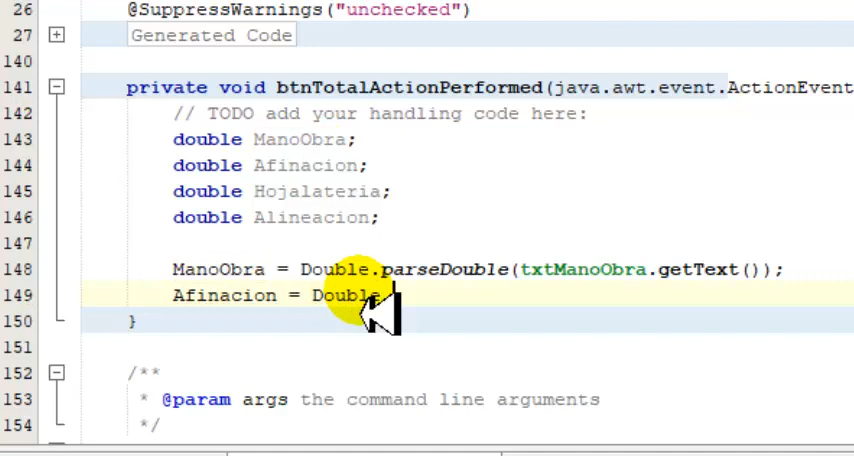 26 @SuppressWarnings("unchecked")
27 Generated Code
140
141 private void btnTotalActionPerformed(java.awt.event.ActionEvent
142 // TODO add your handling code here:
143 double ManoObra;
144 double Afinacion;
145 double Hojalateria;
146 double Alineacion;
147
148 ManoObra = Double.parseDouble(txtManoObra.getText());
149 Afinacion = Double.
150 }
151
152 /**
153 * @param args the command line arguments
154 */